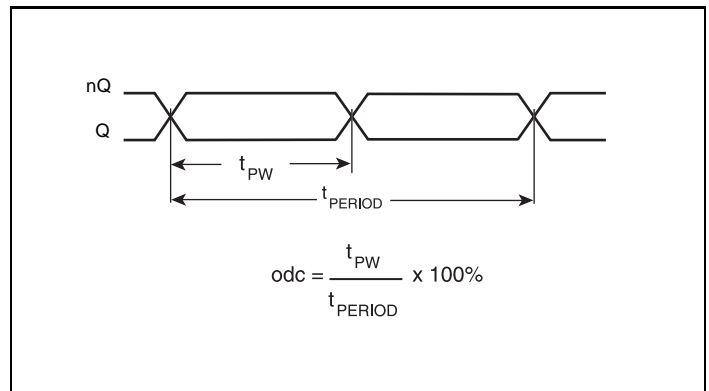 nQ
Q
tPW
tPERIOD
odc = tPW / tPERIOD x 100%